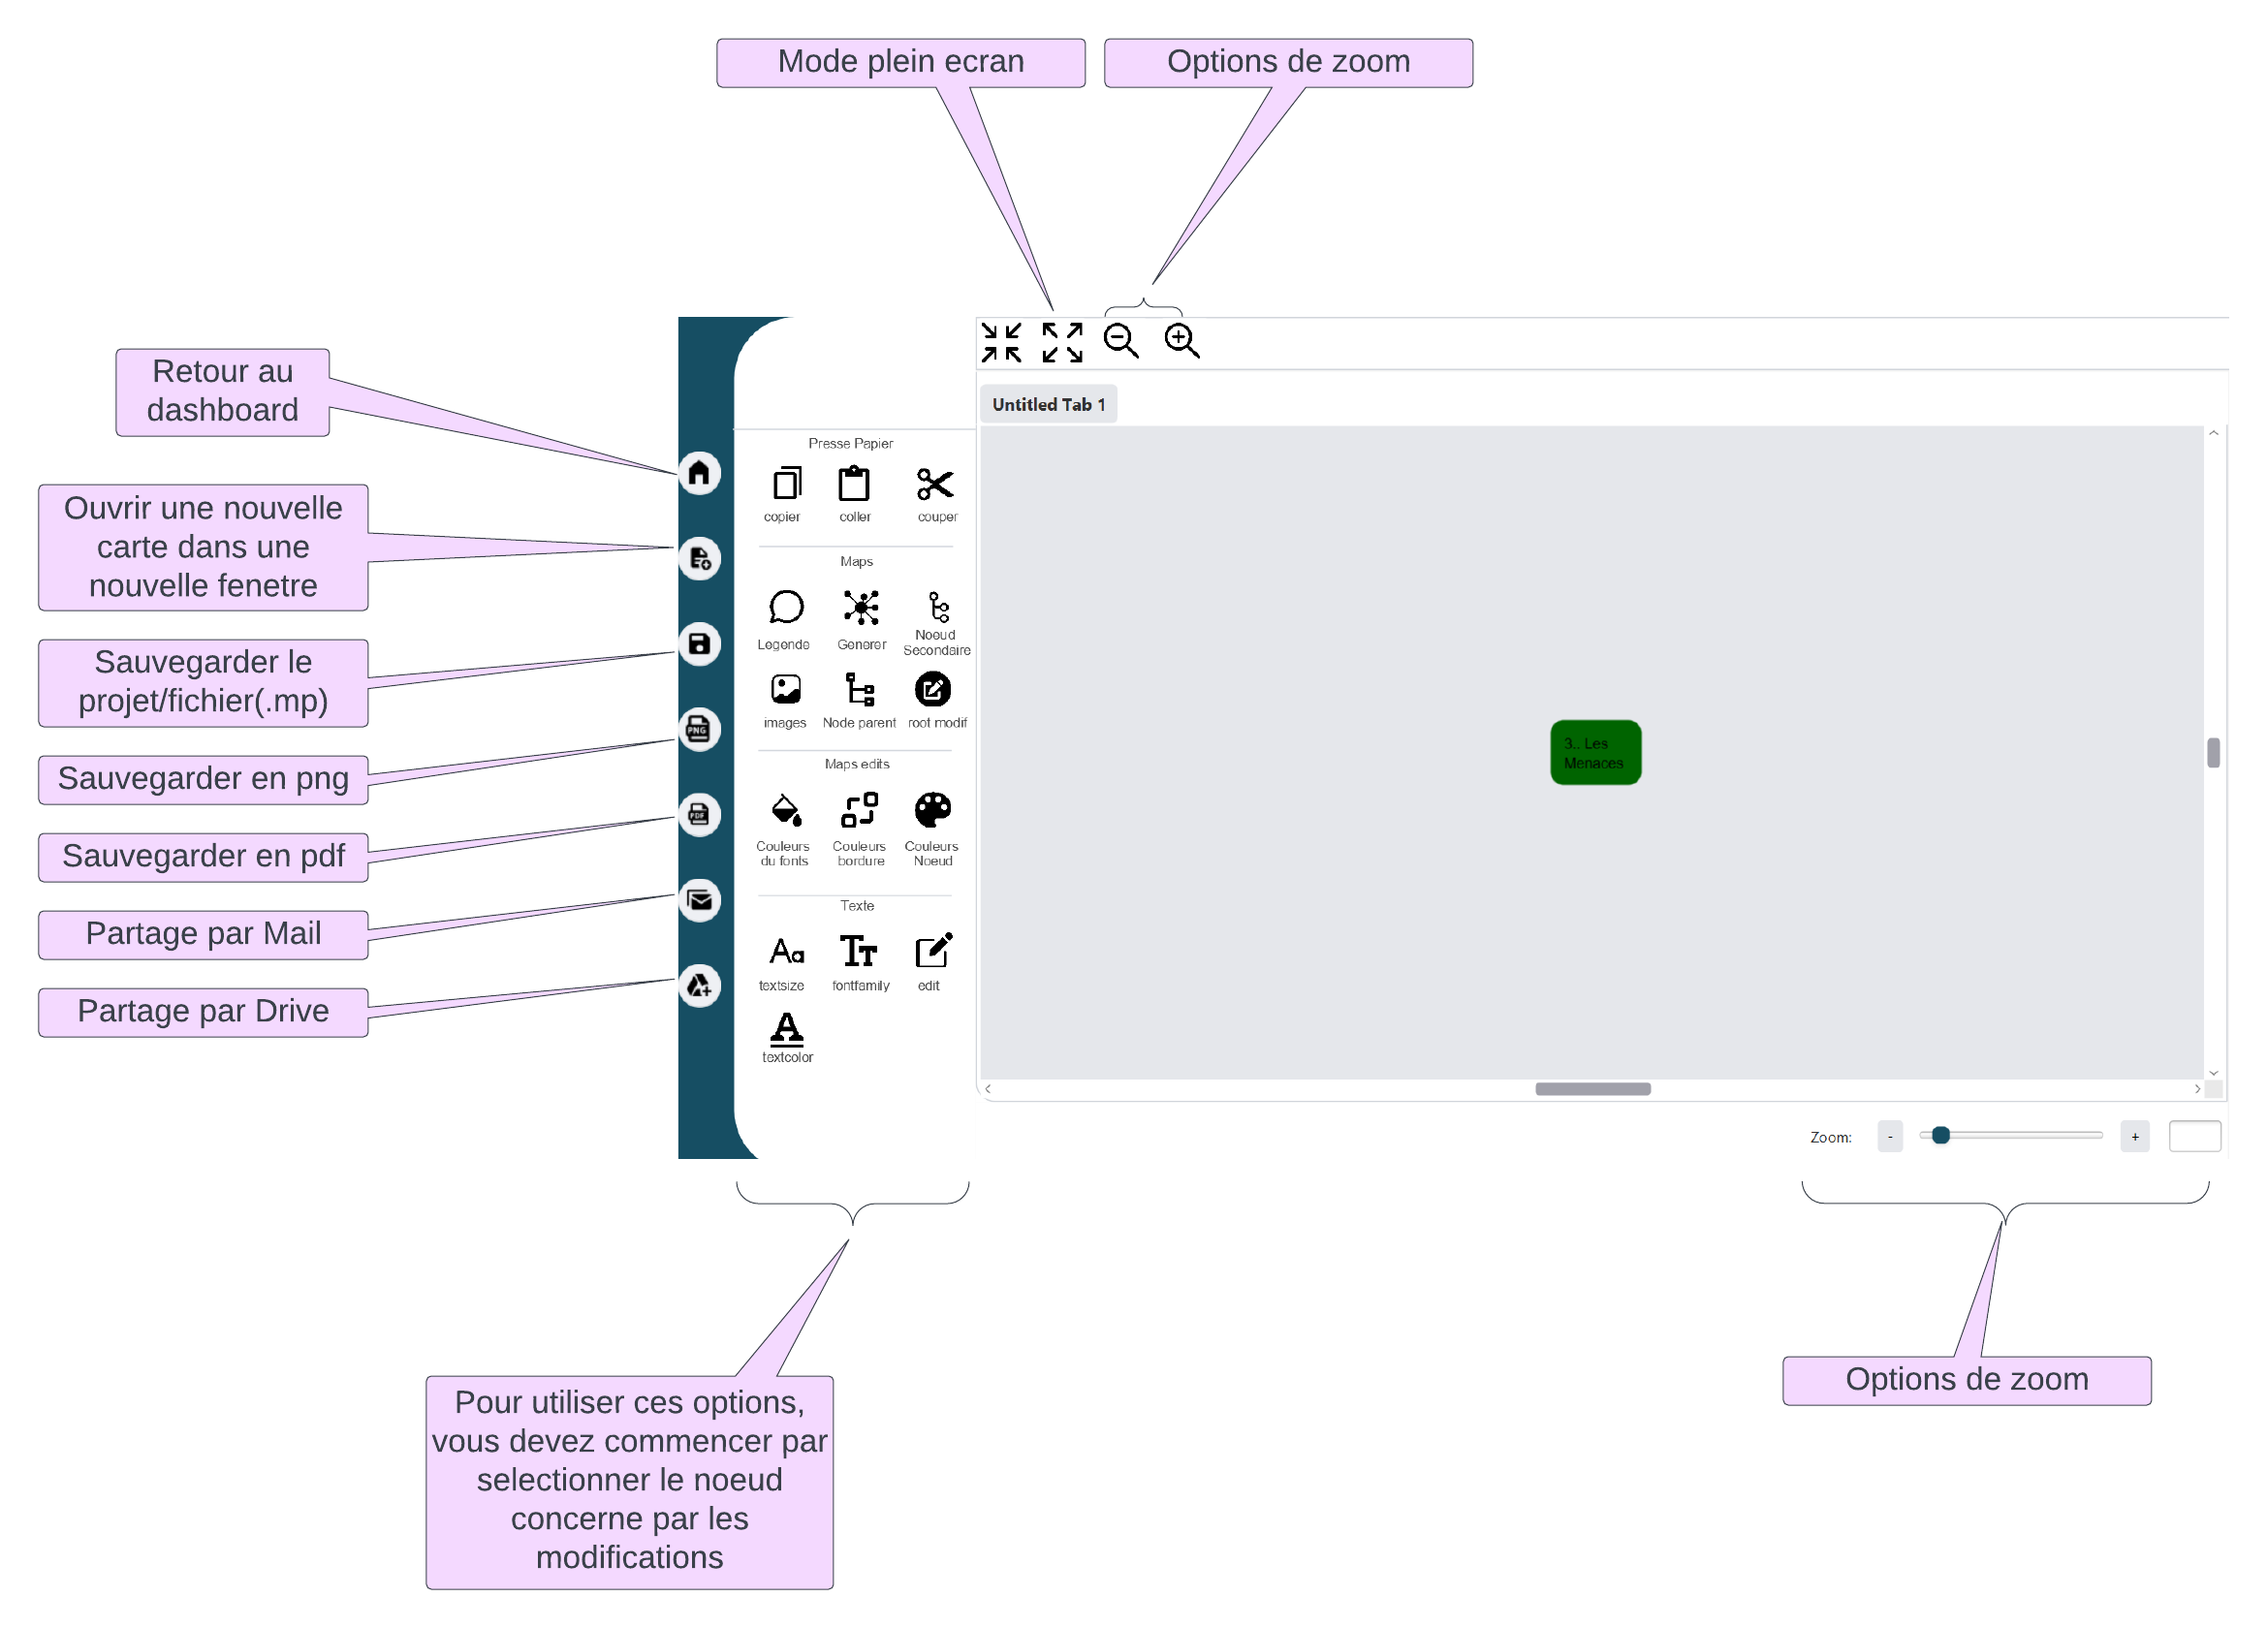 Mode plein ecran
Options de zoom
Retour au
dashboard
Ouvrir une nouvelle
carte dans une
nouvelle fenetre
Sauvegarder le
projet/fichier(.mp)
Sauvegarder en png
Sauvegarder en pdf
Partage par Mail
Partage par Drive
PNG
PDF
Presse Papier
copier coller couper
Maps
Legende Generer Noeud
Secondaire
images Node parent root modif
Maps edits
Couleurs Couleurs Couleurs
du fonts bordure Noeud
Texte
Aa TT
textsize fontfamily edit
A
textcolor
Untitled Tab 1
3.. Les
Menaces
Zoom: - +
Pour utiliser ces options,
vous devez commencer par
selectionner le noeud
concerne par les
modifications
Options de zoom